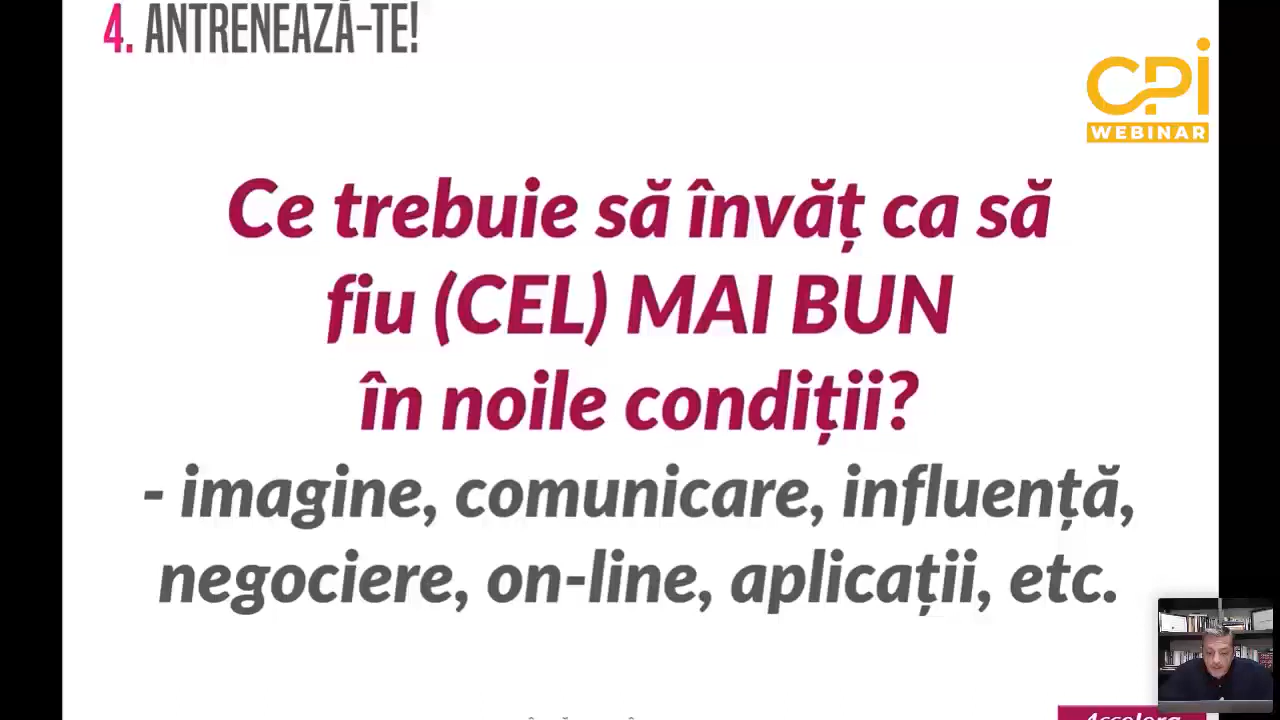 4. ANTRENEAZĂ-TE!
CPI
WEBINAR
Ce trebuie să învăț ca să
fiu (CEL) MAI BUN
în noile condiții?
- imagine, comunicare, influență,
negociere, on-line, aplicații, etc.